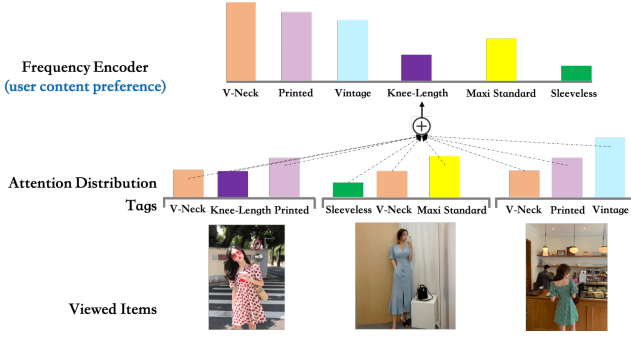 Frequency Encoder
(user content preference)
V-Neck Printed Vintage Knee-Length Maxi Standard Sleeveless
Attention Distribution
Tags
V-Neck Knee-Length Printed Sleeveless V-Neck Maxi Standard V-Neck Printed Vintage
Viewed Items